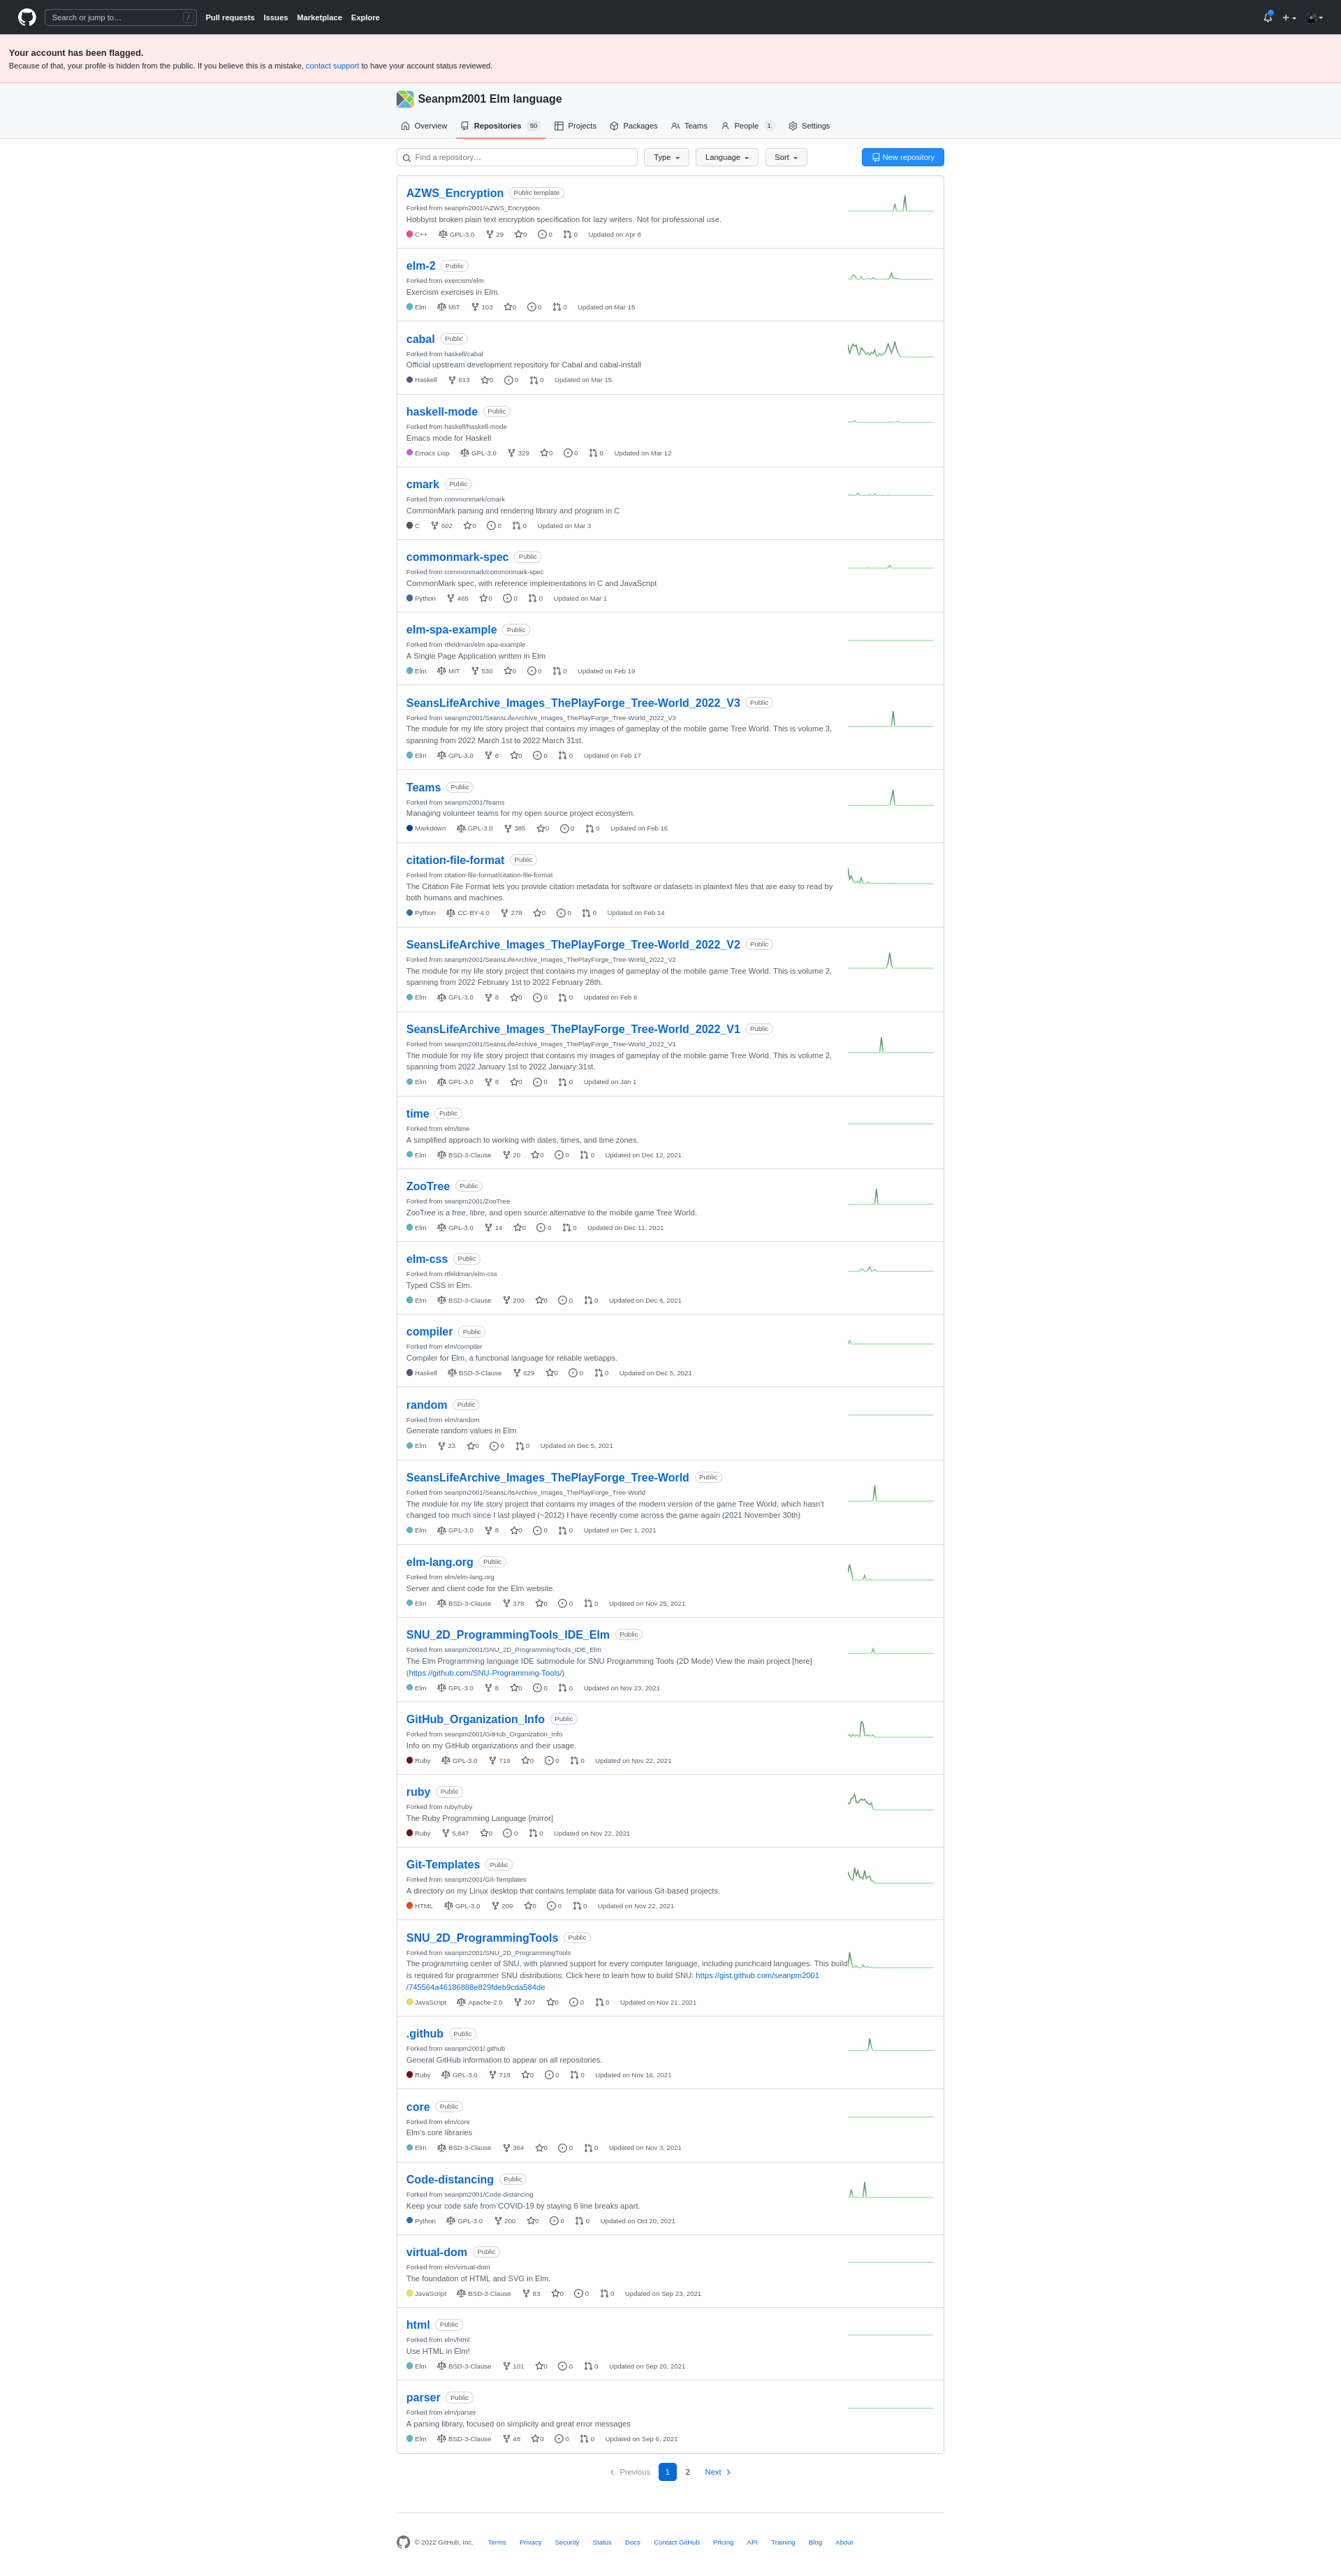 Search or jump to… /
Pull requests Issues Marketplace Explore
Your account has been flagged.
Because of that, your profile is hidden from the public. If you believe this is a mistake, contact support to have your account status reviewed.
Seanpm2001 Elm language
Overview Repositories 50 Projects Packages Teams People 1 Settings
Find a repository… Type Language Sort New repository
AZWS_Encryption Public template
Forked from seanpm2001/AZWS_Encryption
Hobbyist broken plain text encryption specification for lazy writers. Not for professional use.
C++ GPL-3.0 29 0 0 0 Updated on Apr 8
elm-2 Public
Forked from exercism/elm
Exercism exercises in Elm.
Elm MIT 103 0 0 0 Updated on Mar 15
cabal Public
Forked from haskell/cabal
Official upstream development repository for Cabal and cabal-install
Haskell 613 0 0 0 Updated on Mar 15
haskell-mode Public
Forked from haskell/haskell-mode
Emacs mode for Haskell
Emacs Lisp GPL-3.0 329 0 0 0 Updated on Mar 12
cmark Public
Forked from commonmark/cmark
CommonMark parsing and rendering library and program in C
C 602 0 0 0 Updated on Mar 3
commonmark-spec Public
Forked from commonmark/commonmark-spec
CommonMark spec, with reference implementations in C and JavaScript
Python 465 0 0 0 Updated on Mar 1
elm-spa-example Public
Forked from rtfeldman/elm-spa-example
A Single Page Application written in Elm
Elm MIT 530 0 0 0 Updated on Feb 19
SeansLifeArchive_Images_ThePlayForge_Tree-World_2022_V3 Public
Forked from seanpm2001/SeansLifeArchive_Images_ThePlayForge_Tree-World_2022_V3
The module for my life story project that contains my images of gameplay of the mobile game Tree World. This is volume 3,
spanning from 2022 March 1st to 2022 March 31st.
Elm GPL-3.0 8 0 0 0 Updated on Feb 17
Teams Public
Forked from seanpm2001/Teams
Managing volunteer teams for my open source project ecosystem.
Markdown GPL-3.0 385 0 0 0 Updated on Feb 16
citation-file-format Public
Forked from citation-file-format/citation-file-format
The Citation File Format lets you provide citation metadata for software or datasets in plaintext files that are easy to read by
both humans and machines.
Python CC-BY-4.0 278 0 0 0 Updated on Feb 14
SeansLifeArchive_Images_ThePlayForge_Tree-World_2022_V2 Public
Forked from seanpm2001/SeansLifeArchive_Images_ThePlayForge_Tree-World_2022_V2
The module for my life story project that contains my images of gameplay of the mobile game Tree World. This is volume 2,
spanning from 2022 February 1st to 2022 February 28th.
Elm GPL-3.0 8 0 0 0 Updated on Feb 6
SeansLifeArchive_Images_ThePlayForge_Tree-World_2022_V1 Public
Forked from seanpm2001/SeansLifeArchive_Images_ThePlayForge_Tree-World_2022_V1
The module for my life story project that contains my images of gameplay of the mobile game Tree World. This is volume 2,
spanning from 2022 January 1st to 2022 January 31st.
Elm GPL-3.0 8 0 0 0 Updated on Jan 1
time Public
Forked from elm/time
A simplified approach to working with dates, times, and time zones.
Elm BSD-3-Clause 20 0 0 0 Updated on Dec 12, 2021
ZooTree Public
Forked from seanpm2001/ZooTree
ZooTree is a free, libre, and open source alternative to the mobile game Tree World.
Elm GPL-3.0 14 0 0 0 Updated on Dec 11, 2021
elm-css Public
Forked from rtfeldman/elm-css
Typed CSS in Elm.
Elm BSD-3-Clause 200 0 0 0 Updated on Dec 6, 2021
compiler Public
Forked from elm/compiler
Compiler for Elm, a functional language for reliable webapps.
Haskell BSD-3-Clause 629 0 0 0 Updated on Dec 5, 2021
random Public
Forked from elm/random
Generate random values in Elm
Elm 23 0 0 0 Updated on Dec 5, 2021
SeansLifeArchive_Images_ThePlayForge_Tree-World Public
Forked from seanpm2001/SeansLifeArchive_Images_ThePlayForge_Tree-World
The module for my life story project that contains my images of the modern version of the game Tree World, which hasn't
changed too much since I last played (~2012) I have recently come across the game again (2021 November 30th)
Elm GPL-3.0 8 0 0 0 Updated on Dec 1, 2021
elm-lang.org Public
Forked from elm/elm-lang.org
Server and client code for the Elm website.
Elm BSD-3-Clause 378 0 0 0 Updated on Nov 25, 2021
SNU_2D_ProgrammingTools_IDE_Elm Public
Forked from seanpm2001/SNU_2D_ProgrammingTools_IDE_Elm
The Elm Programming language IDE submodule for SNU Programming Tools (2D Mode) View the main project [here]
(https://github.com/SNU-Programming-Tools/)
Elm GPL-3.0 8 0 0 0 Updated on Nov 23, 2021
GitHub_Organization_Info Public
Forked from seanpm2001/GitHub_Organization_Info
Info on my GitHub organizations and their usage.
Ruby GPL-3.0 719 0 0 0 Updated on Nov 22, 2021
ruby Public
Forked from ruby/ruby
The Ruby Programming Language [mirror]
Ruby 5,847 0 0 0 Updated on Nov 22, 2021
Git-Templates Public
Forked from seanpm2001/Git-Templates
A directory on my Linux desktop that contains template data for various Git-based projects.
HTML GPL-3.0 209 0 0 0 Updated on Nov 22, 2021
SNU_2D_ProgrammingTools Public
Forked from seanpm2001/SNU_2D_ProgrammingTools
The programming center of SNU, with planned support for every computer language, including punchcard languages. This build
is required for programmer SNU distributions. Click here to learn how to build SNU: https://gist.github.com/seanpm2001
/745564a46186888e829fdeb9cda584de
JavaScript Apache-2.0 207 0 0 0 Updated on Nov 21, 2021
.github Public
Forked from seanpm2001/.github
General GitHub information to appear on all repositories.
Ruby GPL-3.0 718 0 0 0 Updated on Nov 16, 2021
core Public
Forked from elm/core
Elm's core libraries
Elm BSD-3-Clause 364 0 0 0 Updated on Nov 3, 2021
Code-distancing Public
Forked from seanpm2001/Code-distancing
Keep your code safe from COVID-19 by staying 6 line breaks apart.
Python GPL-3.0 200 0 0 0 Updated on Oct 20, 2021
virtual-dom Public
Forked from elm/virtual-dom
The foundation of HTML and SVG in Elm.
JavaScript BSD-3-Clause 83 0 0 0 Updated on Sep 23, 2021
html Public
Forked from elm/html
Use HTML in Elm!
Elm BSD-3-Clause 101 0 0 0 Updated on Sep 20, 2021
parser Public
Forked from elm/parser
A parsing library, focused on simplicity and great error messages
Elm BSD-3-Clause 48 0 0 0 Updated on Sep 6, 2021
Previous 1 2 Next
© 2022 GitHub, Inc. Terms Privacy Security Status Docs Contact GitHub Pricing API Training Blog About